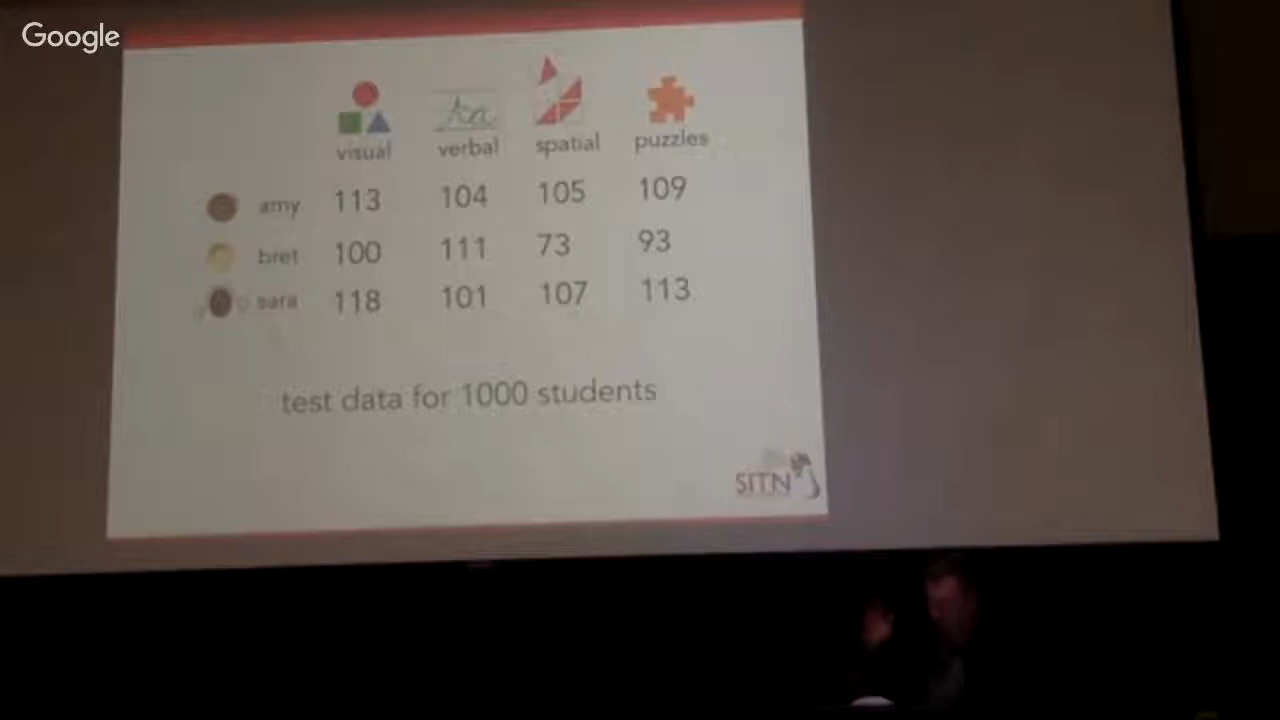 Google
Aa
visual verbal spatial puzzles
amy 113 104 105 109
bret 100 111 73 93
sara 118 101 107 113
test data for 1000 students
SITN